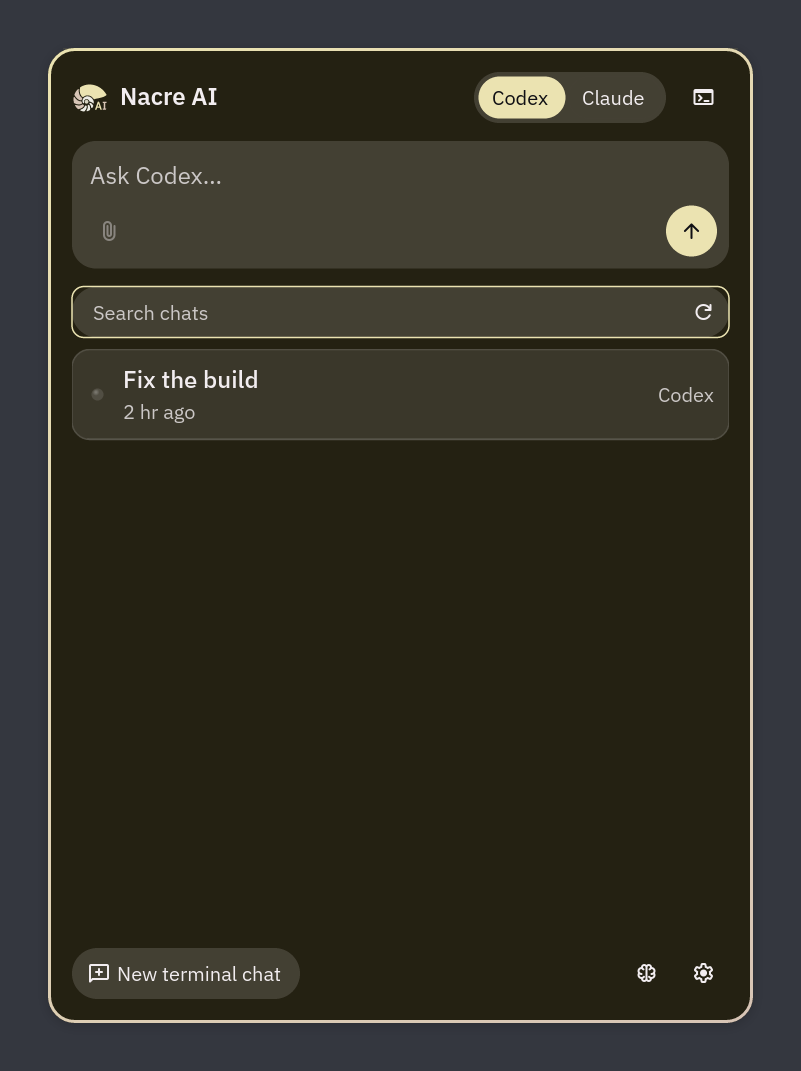 AI
Nacre AI
Codex
Claude
Ask Codex...
Search chats
Fix the build
2 hr ago
Codex
New terminal chat